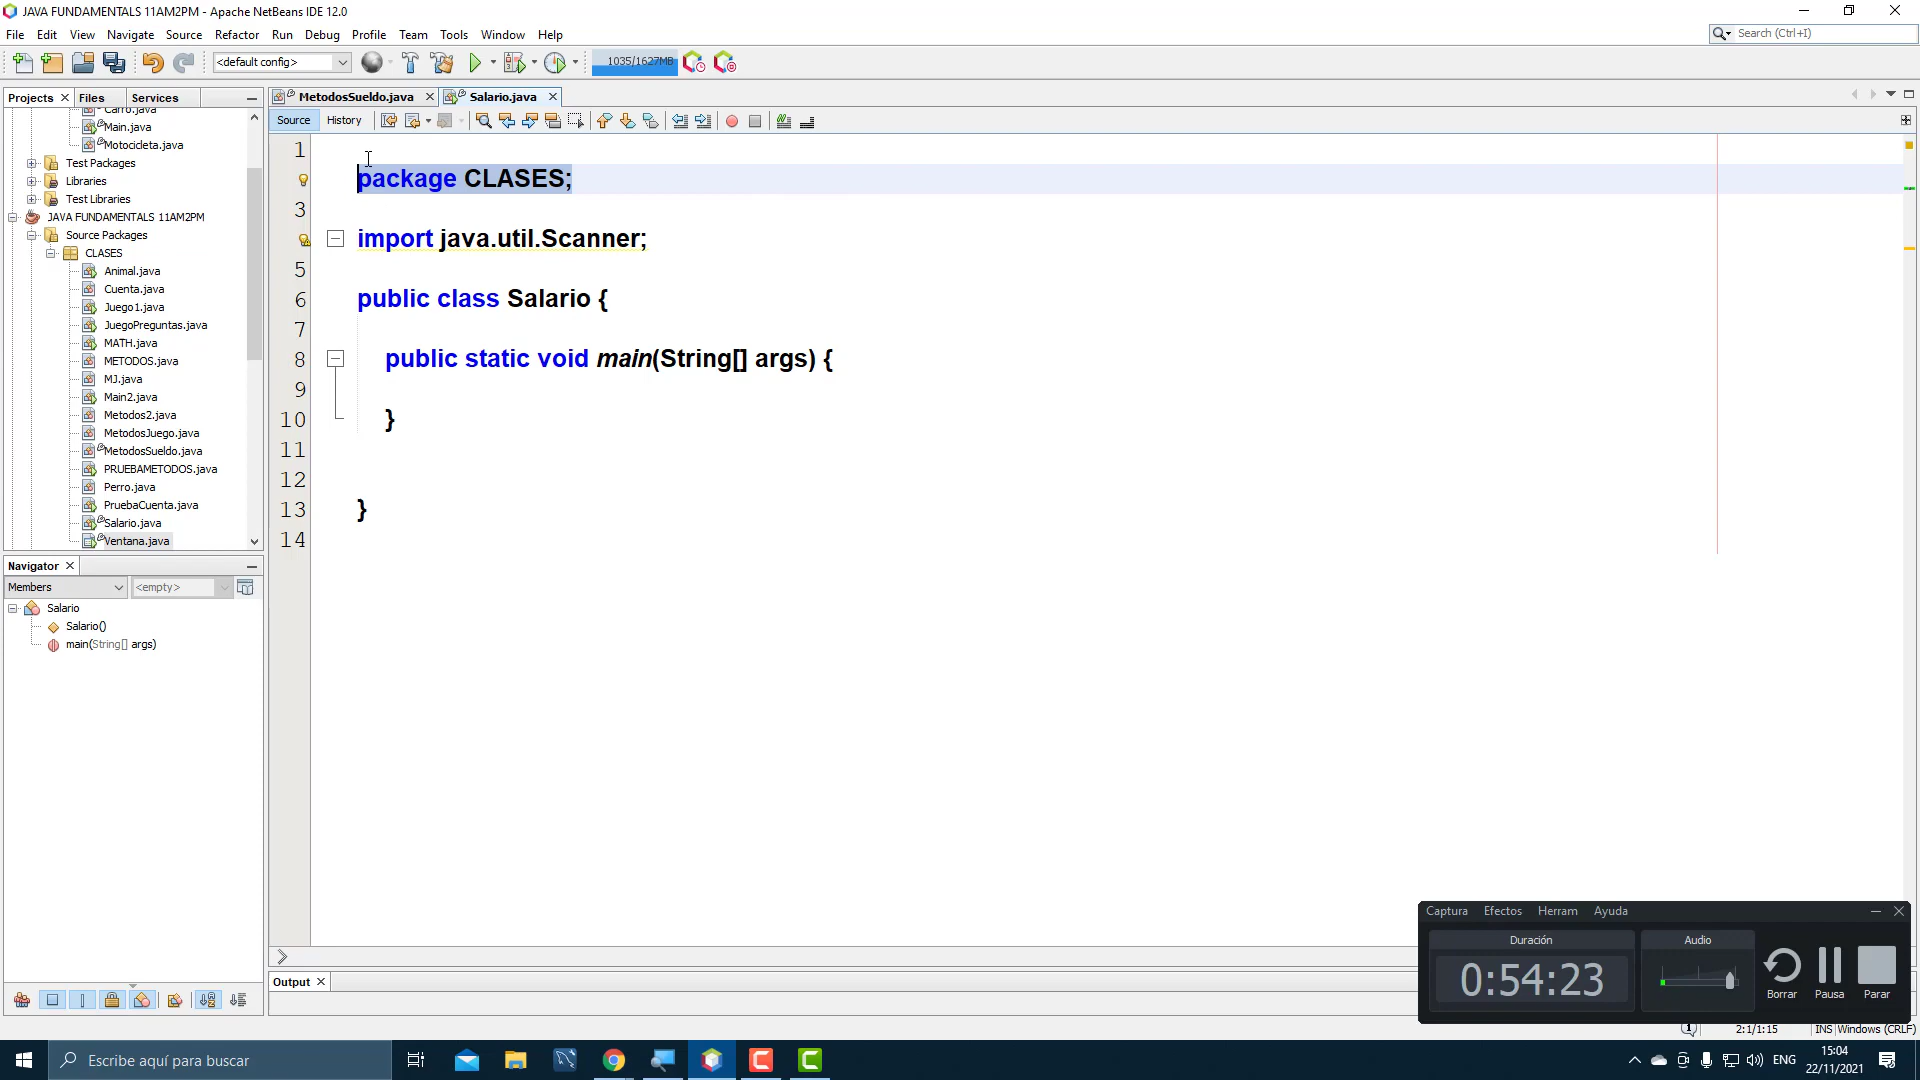 JAVA FUNDAMENTALS 11AM2PM - Apache NetBeans IDE 12.0
File Edit View Navigate Source Refactor Run Debug Profile Team Tools Window Help
Search (Ctrl+I)
<default config>
1035/1627MB
Projects Files Services
MetodosSueldo.java Salario.java
Source History
Carro.java
Main.java
Motocicleta.java
Test Packages
Libraries
Test Libraries
JAVA FUNDAMENTALS 11AM2PM
Source Packages
CLASES
Animal.java
Cuenta.java
Juego1.java
JuegoPreguntas.java
MATH.java
METODOS.java
MJ.java
Main2.java
Metodos2.java
MetodosJuego.java
MetodosSueldo.java
PRUEBAMETODOS.java
Perro.java
PruebaCuenta.java
Salario.java
Ventana.java
Navigator
Members <empty>
Salario
Salario()
main(String[] args)
1
package CLASES;
3
import java.util.Scanner;
5
6 public class Salario {
7
8 public static void main(String[] args) {
9
10 }
11
12
13 }
14
Output
Captura Efectos Herram Ayuda
Duración Audio
0:54:23
Borrar Pausa Parar
2:1/1:15 INS Windows (CRLF)
Escribe aquí para buscar
ENG
15:04
22/11/2021